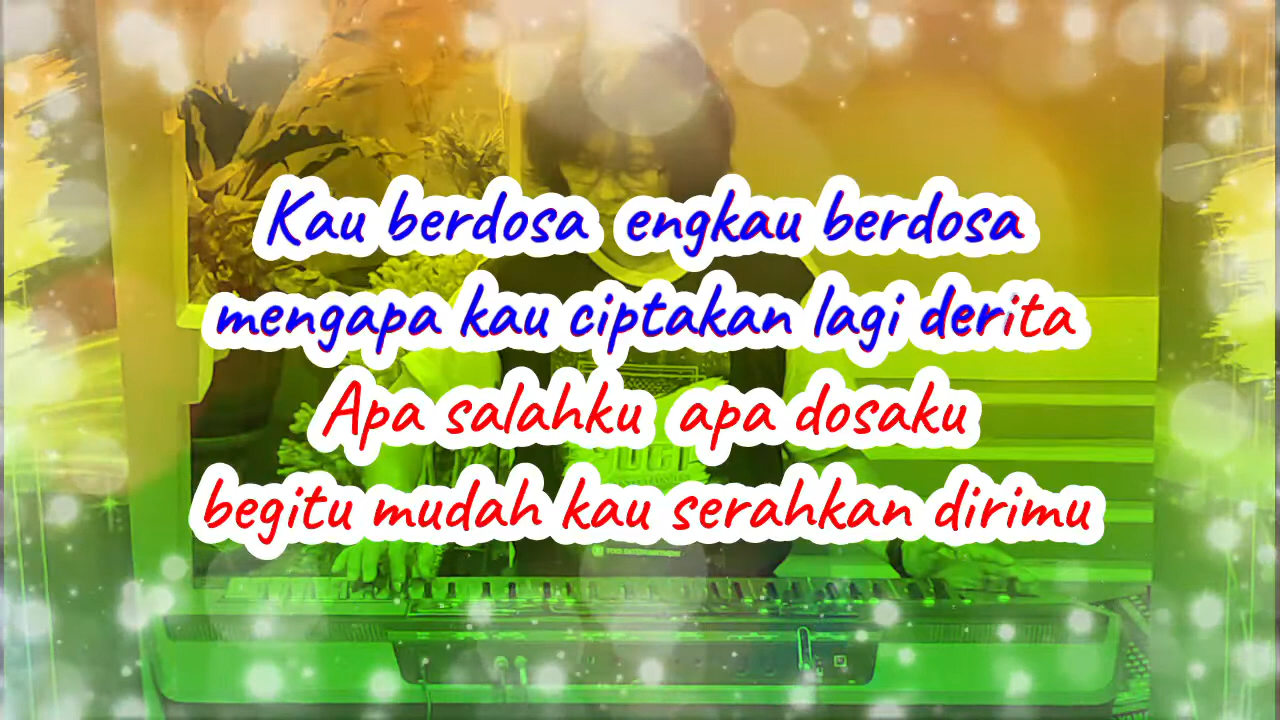 Kau berdosa engkau berdosa
mengapa kau ciptakan lagi derita
Apa salahku apa dosaku
begitu mudah kau serahkan dirimu